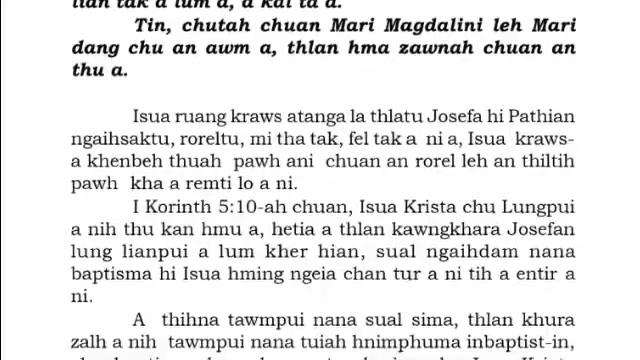 lian tak a lum a, a kal ta a.
Tin, chutah chuan Mari Magdalini leh Mari
dang chu an awm a, thlan hma zawnah chuan an
thu a.
Isua ruang kraws atanga la thlatu Josefa hi Pathian
ngaihsaktu, roreltu, mi tha tak, fel tak a ni a, Isua kraws-
a khenbeh thuah pawh ani chuan an rorel leh an thiltih
pawh kha a remti lo a ni.
I Korinth 5:10-ah chuan, Isua Krista chu Lungpui
a nih thu kan hmu a, hetia a thlan kawngkhara Josefan
lung lianpui a lum kher hian, sual ngaihdam nana
baptisma hi Isua hming ngeia chan tur a ni tih a entir a
ni.
A thihna tawmpui nana sual sima, thlan khura
zalh a nih tawmpui nana tuiah hnimphuma inbaptist-in,